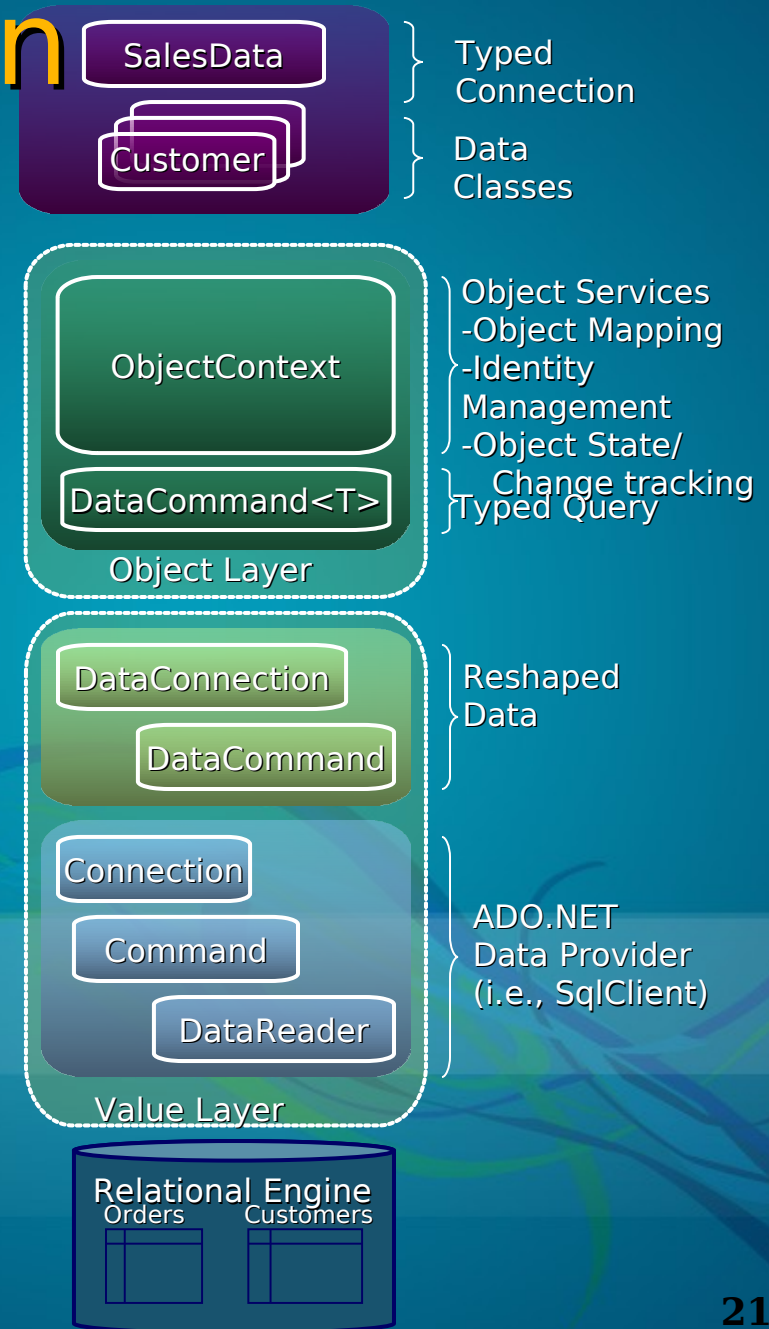 n
SalesData
Typed
Connection
Customer
Data
Classes
ObjectContext
Object Services
-Object Mapping
-Identity
Management
-Object State/
Change tracking
DataCommand<T>
Typed Query
Object Layer
DataConnection
DataCommand
Reshaped
Data
Connection
Command
DataReader
ADO.NET
Data Provider
(i.e., SqlClient)
Value Layer
Relational Engine
Orders
Customers
21